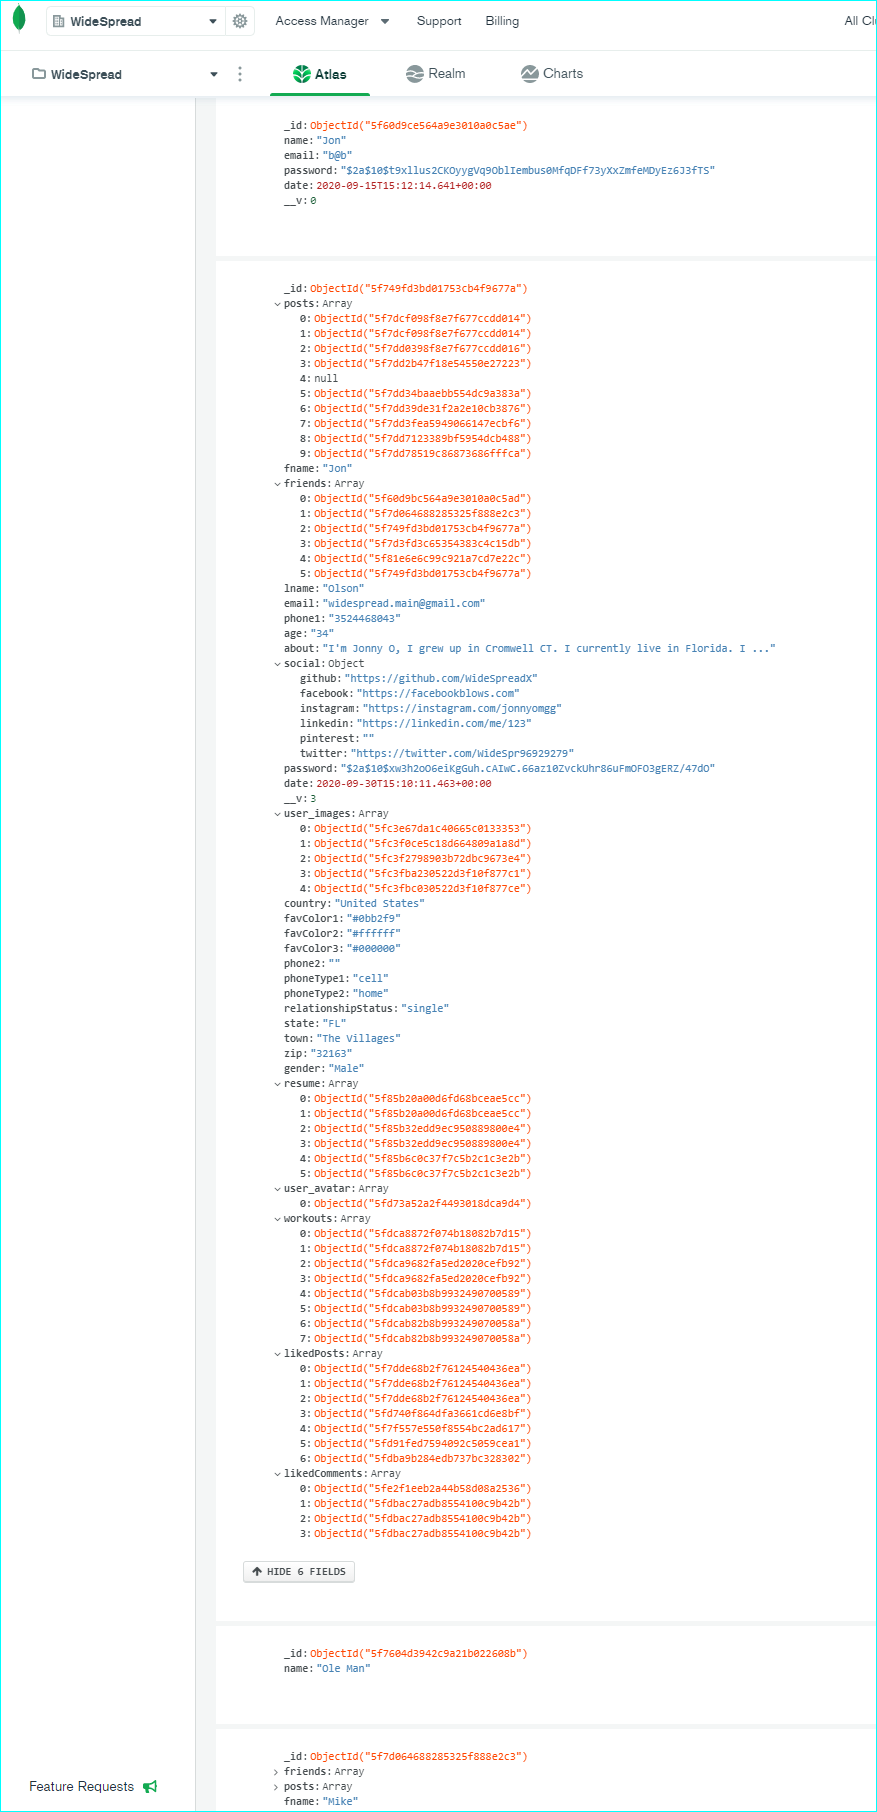 WideSpread Access Manager Support Billing All Cl
WideSpread Atlas Realm Charts
_id: ObjectId("5f60d9ce564a9e3010a0c5ae")
name: "Jon"
email: "b@b"
password: "$2a$10$t9xllus2CKOyygVq9OblIembus0MfqDFf73yXxZmfeMDyEz6J3fTS"
date: 2020-09-15T15:12:14.641+00:00
__v: 0
_id: ObjectId("5f749fd3bd01753cb4f9677a")
posts: Array
0: ObjectId("5f7dcf098f8e7f677ccdd014")
1: ObjectId("5f7dcf098f8e7f677ccdd014")
2: ObjectId("5f7dd0398f8e7f677ccdd016")
3: ObjectId("5f7dd2b47f18e54550e27223")
4: null
5: ObjectId("5f7dd34baaebb554dc9a383a")
6: ObjectId("5f7dd39de31f2a2e10cb3876")
7: ObjectId("5f7dd3fea5949066147ecbf6")
8: ObjectId("5f7dd7123389bf5954dcb488")
9: ObjectId("5f7dd78519c86873686fffca")
fname: "Jon"
friends: Array
0: ObjectId("5f60d9bc564a9e3010a0c5ad")
1: ObjectId("5f7d064688285325f888e2c3")
2: ObjectId("5f749fd3bd01753cb4f9677a")
3: ObjectId("5f7d3fd3c65354383c4c15db")
4: ObjectId("5f81e6e6c99c921a7cd7e22c")
5: ObjectId("5f749fd3bd01753cb4f9677a")
lname: "Olson"
email: "widespread.main@gmail.com"
phone1: "3524468043"
age: "34"
about: "I'm Jonny O, I grew up in Cromwell CT. I currently live in Florida. I ..."
social: Object
github: "https://github.com/WideSpreadX"
facebook: "https://facebookblows.com"
instagram: "https://instagram.com/jonnyomgg"
linkedin: "https://linkedin.com/me/123"
pinterest: ""
twitter: "https://twitter.com/WideSpr96929279"
password: "$2a$10$xw3h2oO6eiKgGuh.cAIwC.66az10ZvckUhr86uFmOFO3gERZ/47dO"
date: 2020-09-30T15:10:11.463+00:00
__v: 3
user_images: Array
0: ObjectId("5fc3e67da1c40665c0133353")
1: ObjectId("5fc3f0ce5c18d664809a1a8d")
2: ObjectId("5fc3f2798903b72dbc9673e4")
3: ObjectId("5fc3fba230522d3f10f877c1")
4: ObjectId("5fc3fbc030522d3f10f877ce")
country: "United States"
favColor1: "#0bb2f9"
favColor2: "#ffffff"
favColor3: "#000000"
phone2: ""
phoneType1: "cell"
phoneType2: "home"
relationshipStatus: "single"
state: "FL"
town: "The Villages"
zip: "32163"
gender: "Male"
resume: Array
0: ObjectId("5f85b20a00d6fd68bceae5cc")
1: ObjectId("5f85b20a00d6fd68bceae5cc")
2: ObjectId("5f85b32edd9ec950889800e4")
3: ObjectId("5f85b32edd9ec950889800e4")
4: ObjectId("5f85b6c0c37f7c5b2c1c3e2b")
5: ObjectId("5f85b6c0c37f7c5b2c1c3e2b")
user_avatar: Array
0: ObjectId("5fd73a52a2f4493018dca9d4")
workouts: Array
0: ObjectId("5fdca8872f074b18082b7d15")
1: ObjectId("5fdca8872f074b18082b7d15")
2: ObjectId("5fdca9682fa5ed2020cefb92")
3: ObjectId("5fdca9682fa5ed2020cefb92")
4: ObjectId("5fdcab03b8b9932490700589")
5: ObjectId("5fdcab03b8b9932490700589")
6: ObjectId("5fdcab82b8b993249070058a")
7: ObjectId("5fdcab82b8b993249070058a")
likedPosts: Array
0: ObjectId("5f7dde68b2f76124540436ea")
1: ObjectId("5f7dde68b2f76124540436ea")
2: ObjectId("5f7dde68b2f76124540436ea")
3: ObjectId("5fd740f864dfa3661cd6e8bf")
4: ObjectId("5f7f557e550f8554bc2ad617")
5: ObjectId("5fd91fed7594092c5059cea1")
6: ObjectId("5fdba9b284edb737bc328302")
likedComments: Array
0: ObjectId("5fe2f1eeb2a44b58d08a2536")
1: ObjectId("5fdbac27adb8554100c9b42b")
2: ObjectId("5fdbac27adb8554100c9b42b")
3: ObjectId("5fdbac27adb8554100c9b42b")
HIDE 6 FIELDS
_id: ObjectId("5f7604d3942c9a21b022608b")
name: "Ole Man"
_id: ObjectId("5f7d064688285325f888e2c3")
friends: Array
Feature Requests
posts: Array
fname: "Mike"